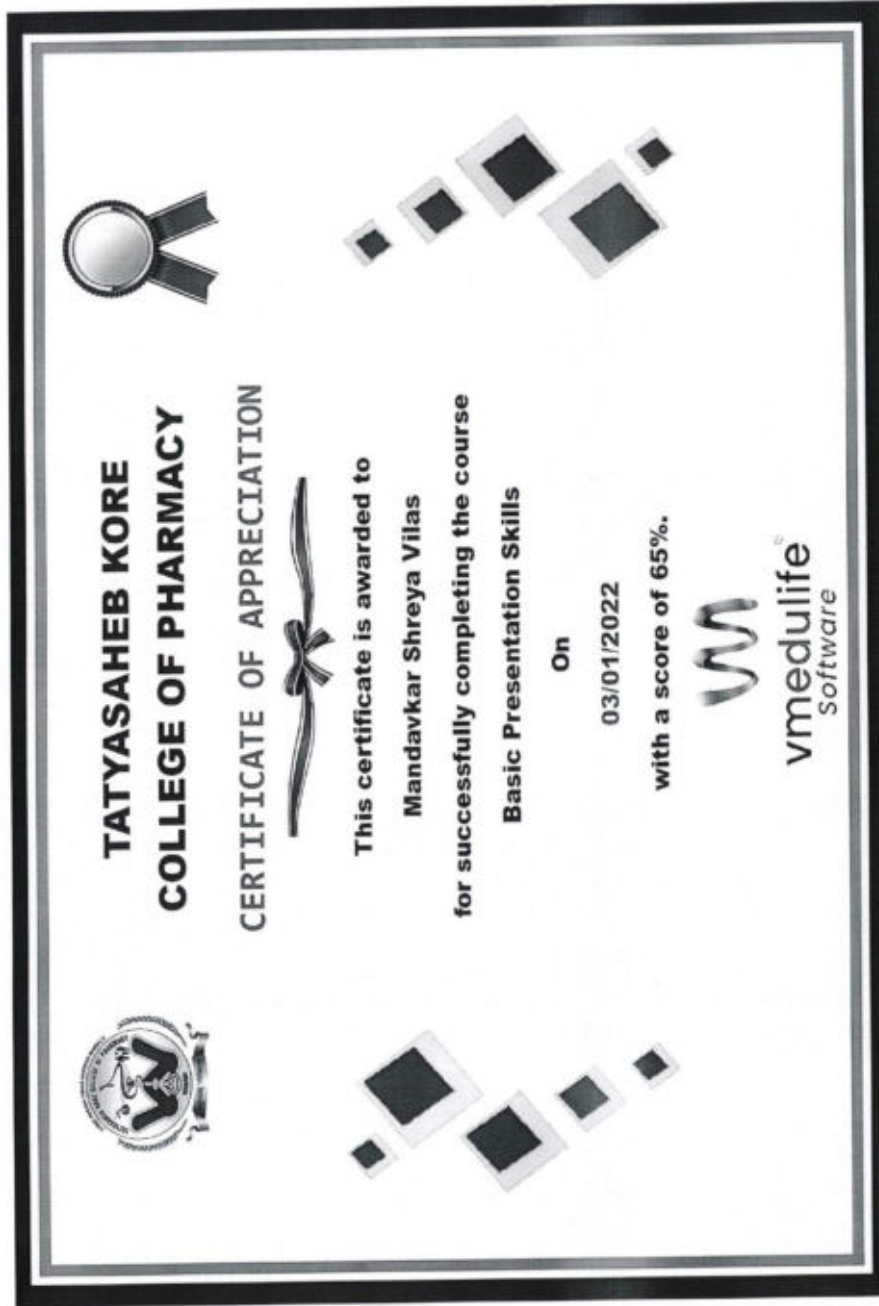 TATYASAHEB KORE
COLLEGE OF PHARMACY
CERTIFICATE OF APPRECIATION
This certificate is awarded to
Mandavkar Shreya Vilas
for successfully completing the course
Basic Presentation Skills
On
03/01/2022
with a score of 65%.
vmedulife
Software